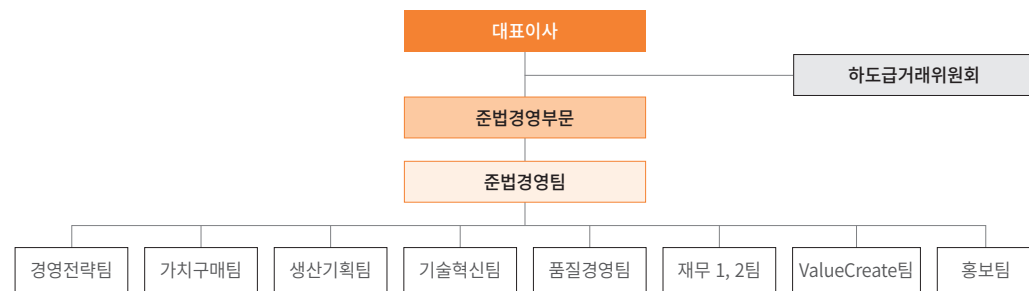 대표이사
하도급거래위원회
준법경영부문
준법경영팀
경영전략팀
가치구매팀
생산기획팀
기술혁신팀
품질경영팀
재무 1, 2팀
ValueCreate팀
홍보팀